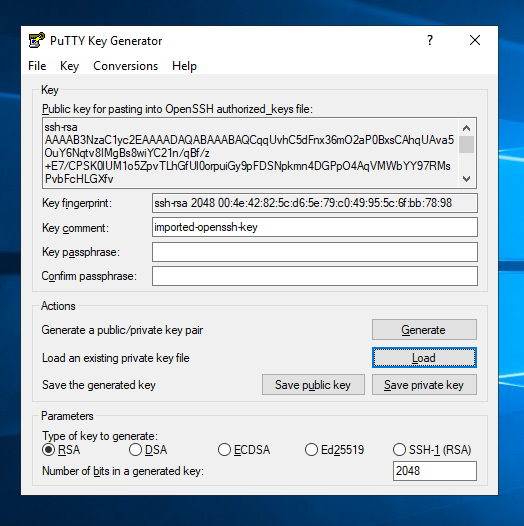 PuTTY Key Generator
File Key Conversions Help
Key
Public key for pasting into OpenSSH authorized_keys file:
ssh-rsa
AAAAB3NzaC1yc2EAAAADAQABAAABAQCqqUvhC5dFnx36mO2aP0BxsCAhqUAva5
OuY6Nqtv8IMgBs8wiYC21n/qBf/z
+E7/CPSK0IUM1o5ZpvTLhGfUl0orpuiGy9pFDSNpkmn4DGPpO4AqVMWbYY97RMs
PvbFcHLGXfv
Key fingerprint: ssh-rsa 2048 00:4e:42:82:5c:d6:5e:79:c0:49:95:5c:6f:bb:78:98
Key comment: imported-openssh-key
Key passphrase:
Confirm passphrase:
Actions
Generate a public/private key pair Generate
Load an existing private key file Load
Save the generated key Save public key Save private key
Parameters
Type of key to generate:
RSA DSA ECDSA Ed25519 SSH-1 (RSA)
Number of bits in a generated key: 2048